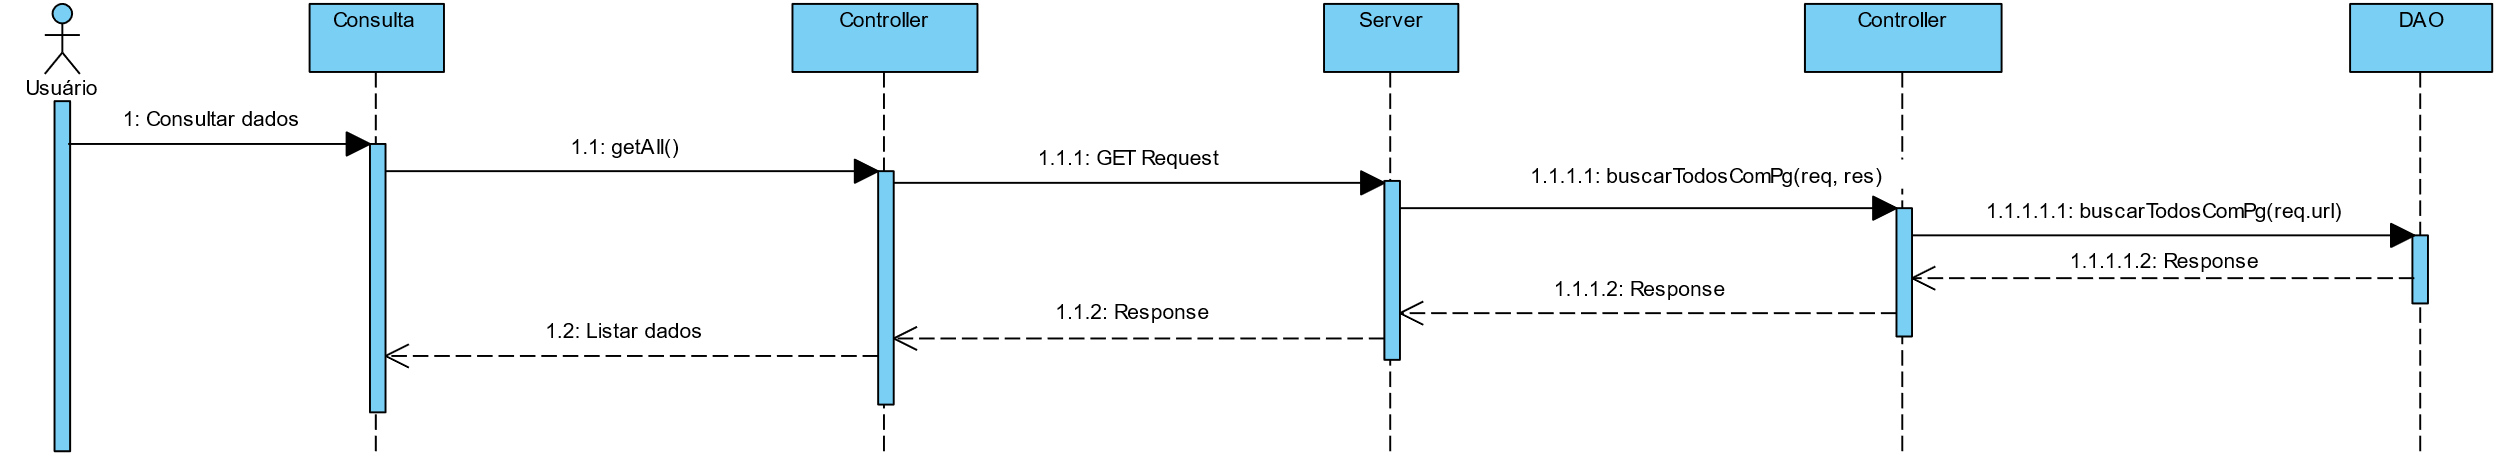 Usuário
Consulta
Controller
Server
Controller
DAO
1: Consultar dados
1.1: getAll()
1.1.1: GET Request
1.1.1.1: buscarTodosComPg(req, res)
1.1.1.1.1: buscarTodosComPg(req.url)
1.1.1.1.2: Response
1.1.1.2: Response
1.1.2: Response
1.2: Listar dados